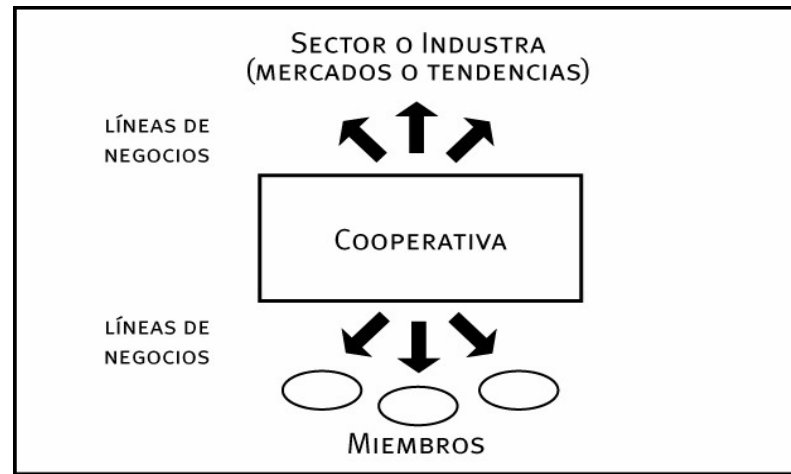 SECTOR O INDUSTRA
(MERCADOS O TENDENCIAS)
LÍNEAS DE
NEGOCIOS
COOPERATIVA
LÍNEAS DE
NEGOCIOS
MIEMBROS